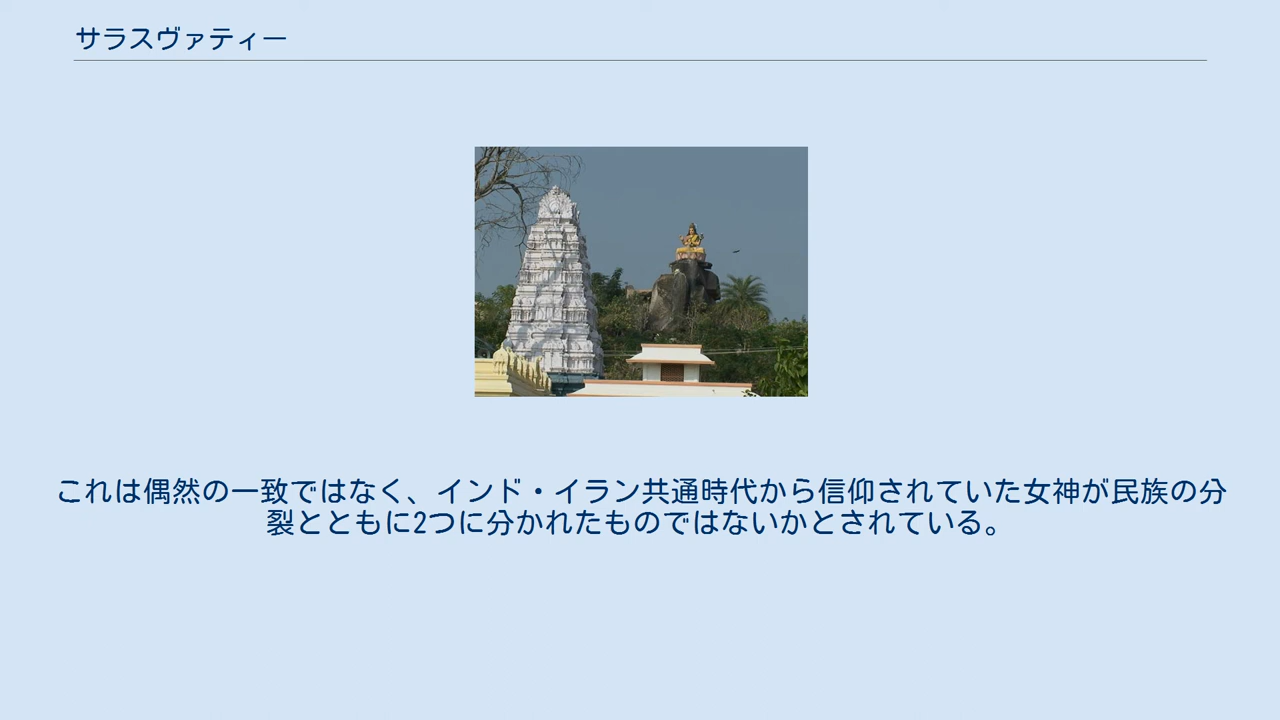 サラスヴァティー
これは偶然の一致ではなく、インド・イラン共通時代から信仰されていた女神が民族の分
裂とともに2つに分かれたものではないかとされている。